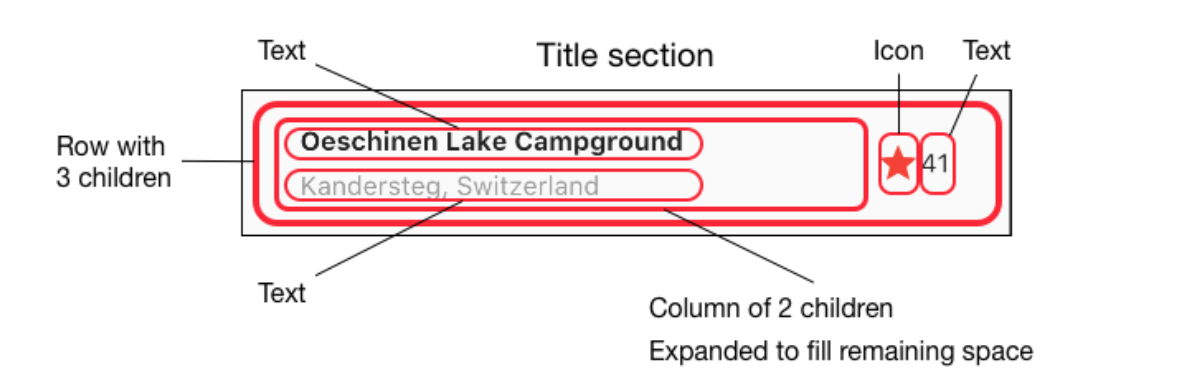 Text
Title section
Icon
Text
Row with
3 children
Oeschinen Lake Campground
Kandersteg, Switzerland
41
Text
Column of 2 children
Expanded to fill remaining space